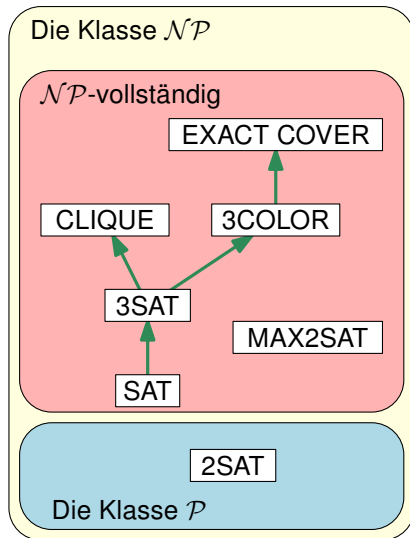 Die Klasse 𝒩𝒫
𝒩𝒫-vollständig
EXACT COVER
CLIQUE
3COLOR
3SAT
MAX2SAT
SAT
2SAT
Die Klasse 𝒫